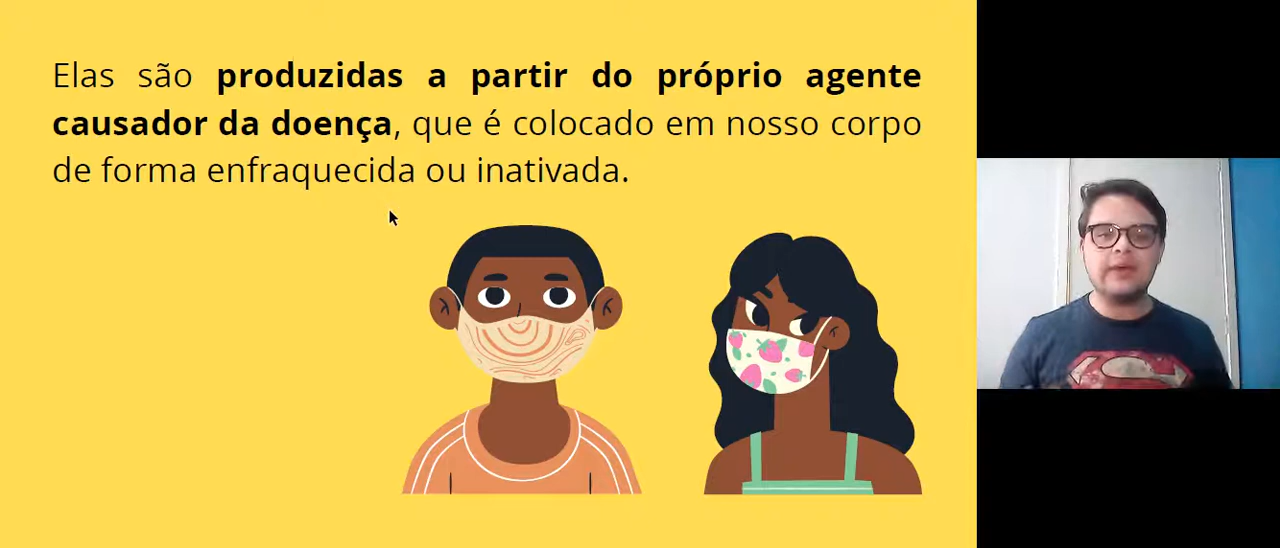 Elas são produzidas a partir do próprio agente
causador da doença, que é colocado em nosso corpo
de forma enfraquecida ou inativada.